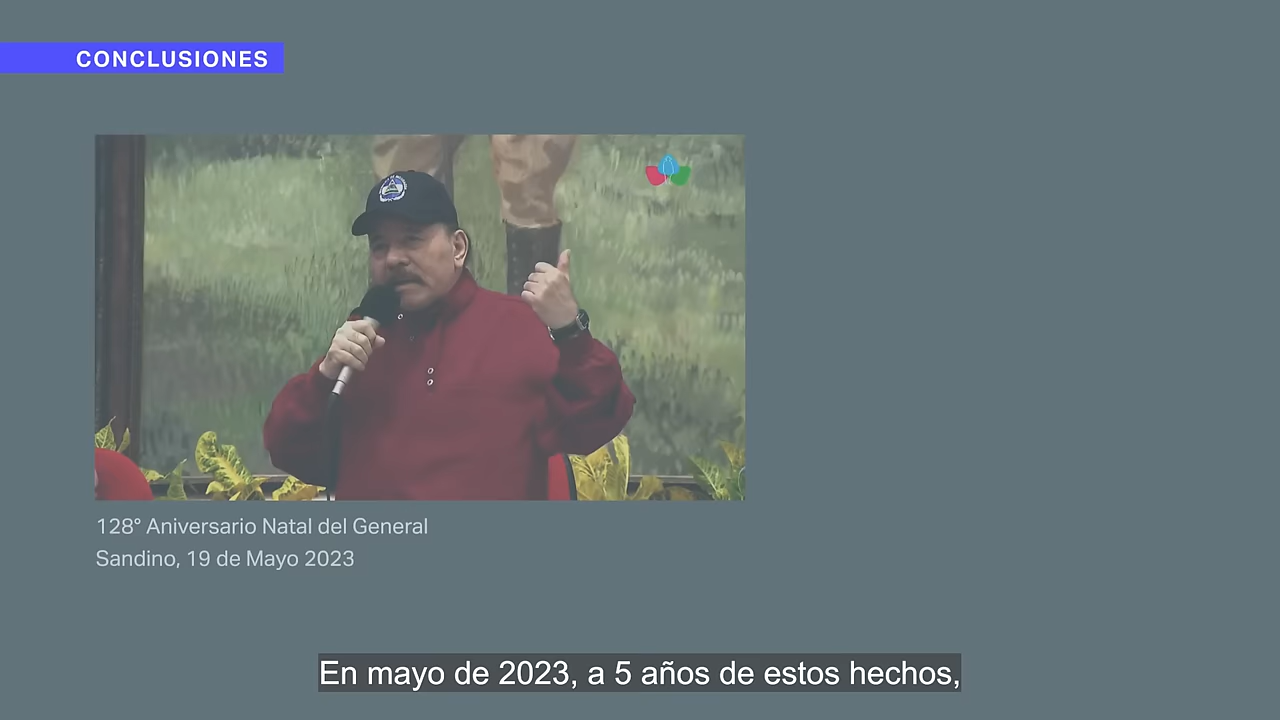 CONCLUSIONES
128° Aniversario Natal del General
Sandino, 19 de Mayo 2023
En mayo de 2023, a 5 años de estos hechos,